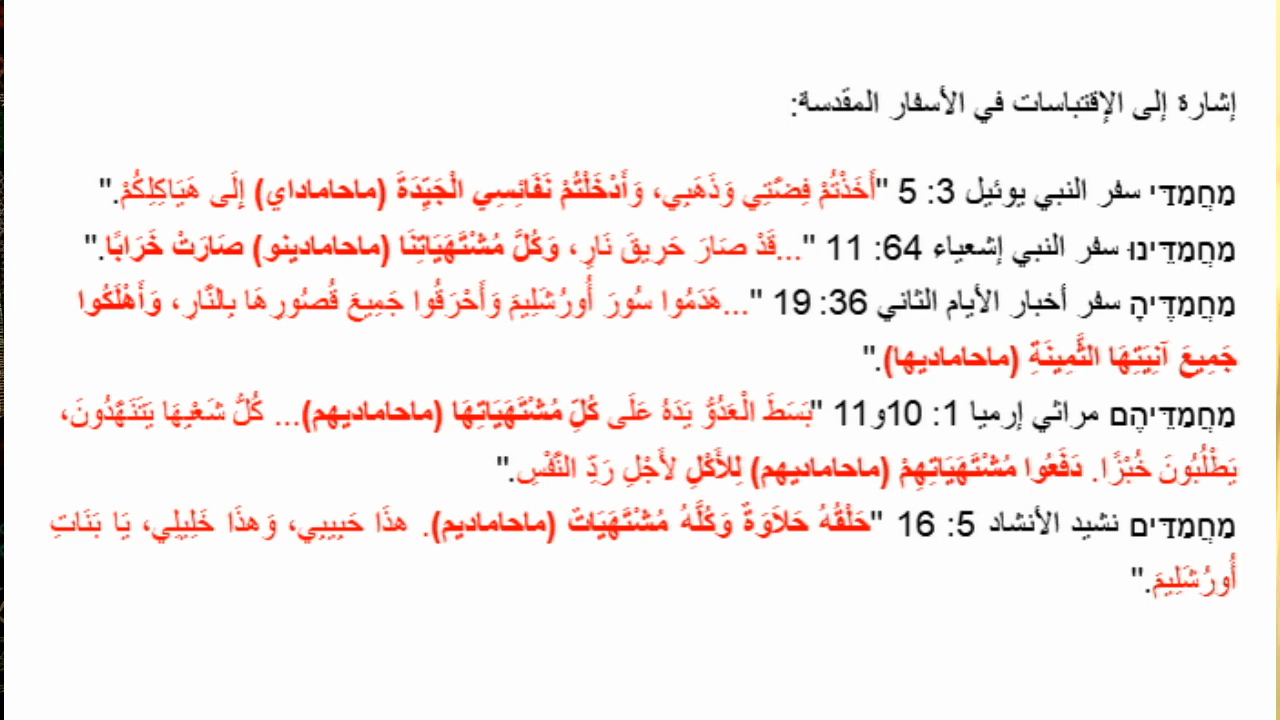 إشارة إلى الإقتباسات في الأسفار المقدسة:
מַחֲמַדַּי سفر النبي يوئيل 3: 5 "أَخَذْتُمْ فِضَّتِي وَذَهَبِي، وَأَدْخَلْتُمْ نَفَائِسِي الْجَيِّدَةَ (ماحاماداي) إِلَى هَيَاكِلِكُمْ."
מַחֲמַדֵּינוּ سفر النبي إشعياء 64: 11 "...قَدْ صَارَ حَرِيقَ نَارٍ، وَكُلُّ مُشْتَهَيَاتِنَا (ماحامادينو) صَارَتْ خَرَابًا."
מַחֲמַדֶּיהָ سفر أخبار الأيام الثاني 36: 19 "...هَدَمُوا سُورَ أُورُشَلِيمَ وَأَحْرَقُوا جَمِيعَ قُصُورِهَا بِالنَّارِ، وَأَهْلَكُوا
جَمِيعَ آنِيَتِهَا الثَّمِينَةِ (ماحاماديها)."
מַחֲמַדֵּיהֶם مراثي إرميا 1: 10و11 "بَسَطَ الْعَدُوُّ يَدَهُ عَلَى كُلِّ مُشْتَهَيَاتِهَا (ماحاماديهم)... كُلُّ شَعْبِهَا يَتَنَهَّدُونَ،
يَطْلُبُونَ خُبْزًا. دَفَعُوا مُشْتَهَيَاتِهِمْ (ماحاماديهم) لِلأَكْلِ لأَجْلِ رَدِّ النَّفْسِ."
מַחֲמַדִּים نشيد الأنشاد 5: 16 "حَلْقُهُ حَلاَوَةٌ وَكُلُّهُ مُشْتَهَيَاتٌ (ماحاماديم). هذَا حَبِيبِي، وَهذَا خَلِيلِي، يَا بَنَاتِ
أُورُشَلِيمَ."